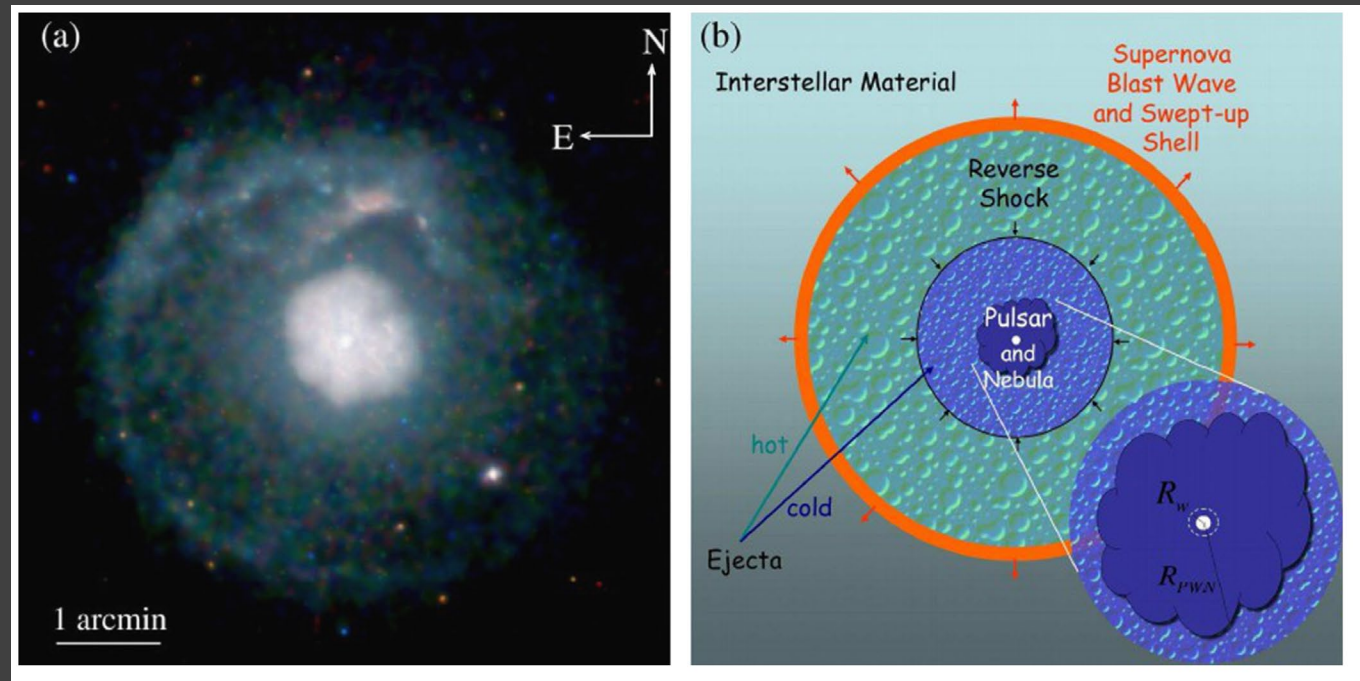 (a)
N
E
1 arcmin
(b)
Interstellar Material
Supernova
Blast Wave
and Swept-up
Shell
Reverse
Shock
Pulsar
and
Nebula
hot
cold
Ejecta
R_w
R_PWN